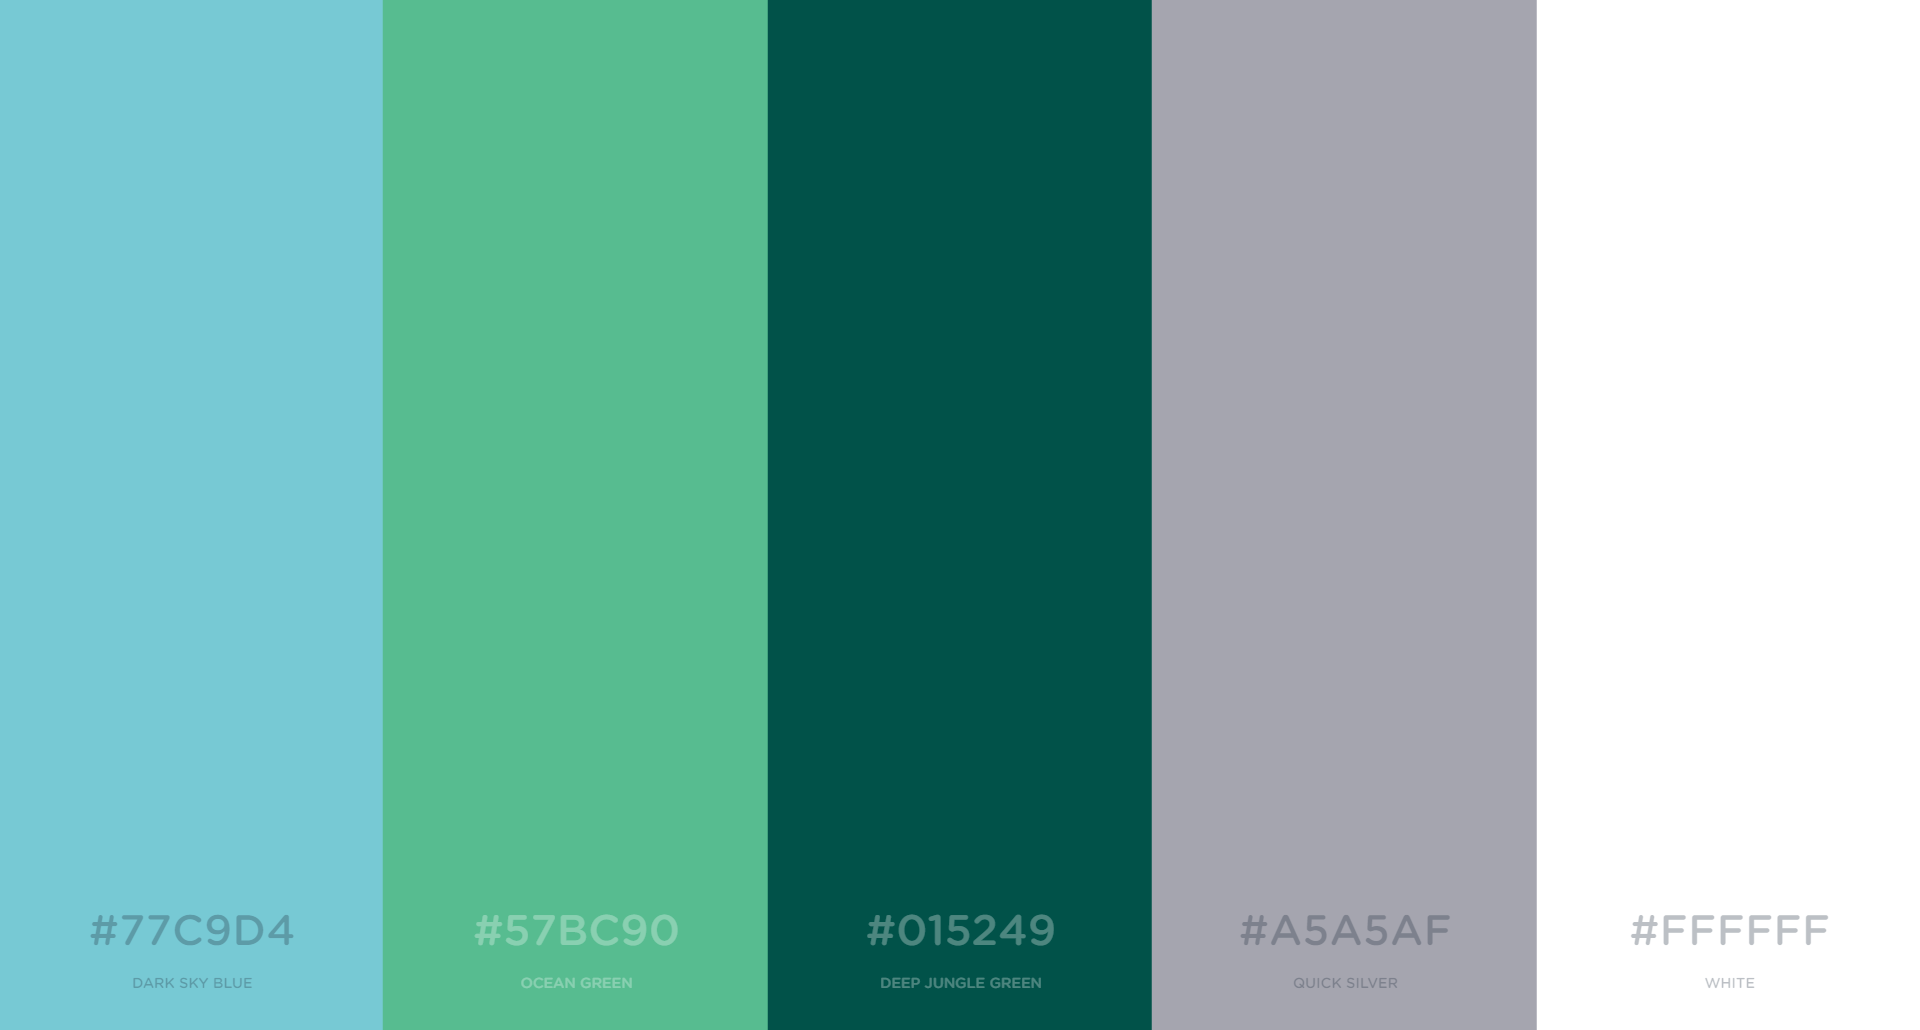 #77C9D4
DARK SKY BLUE
#57BC90
OCEAN GREEN
#015249
DEEP JUNGLE GREEN
#A5A5AF
QUICK SILVER
#FFFFFF
WHITE